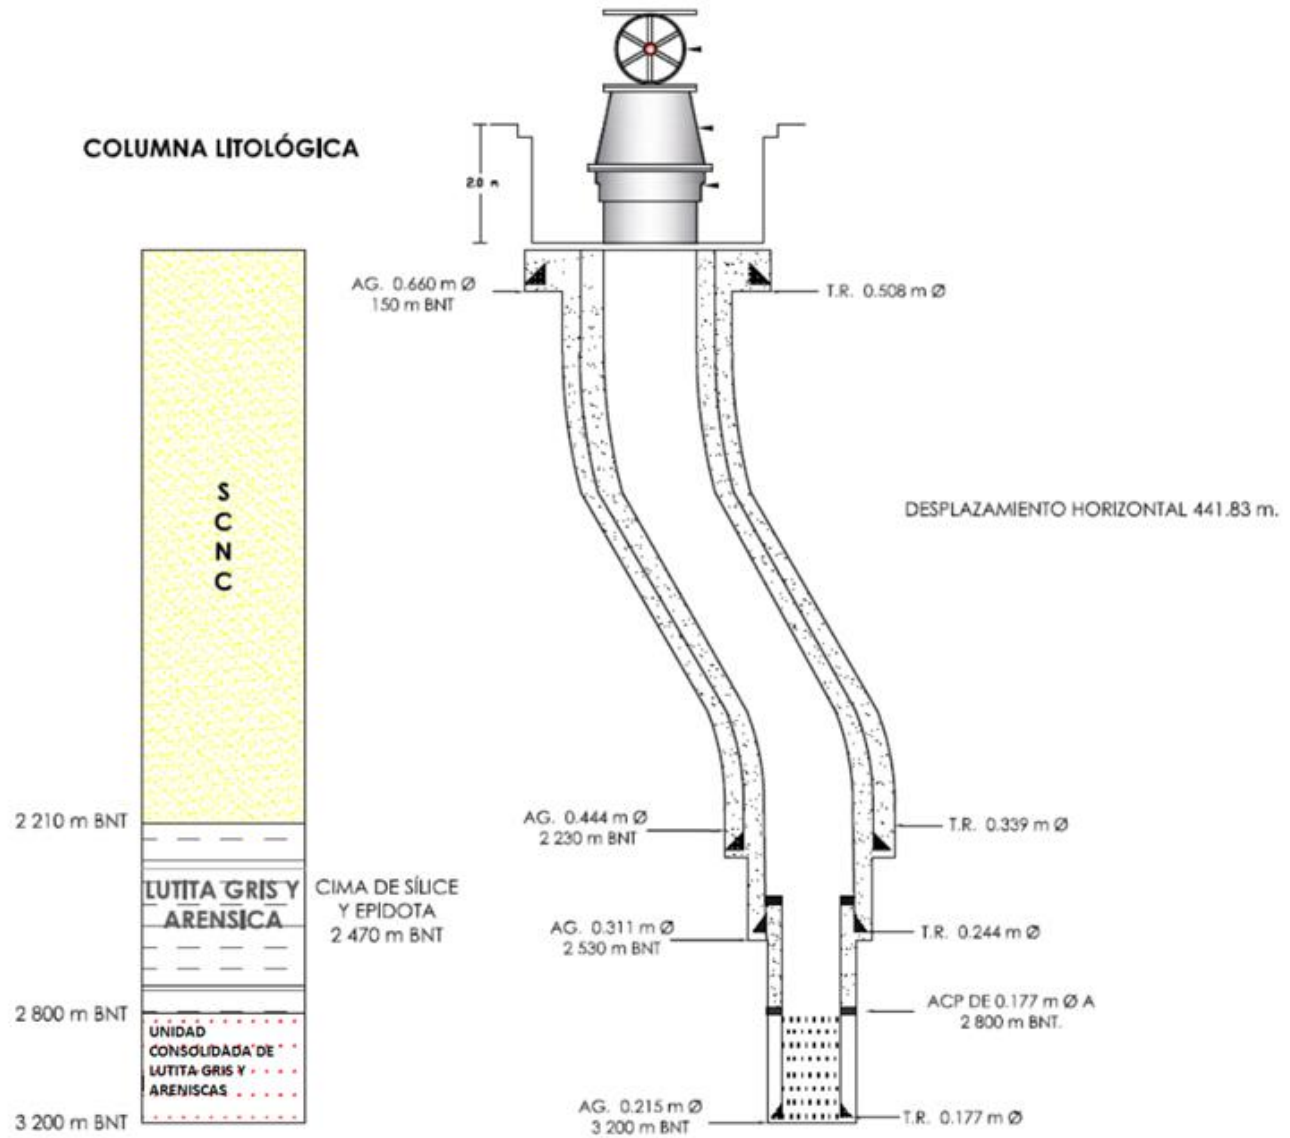 COLUMNA LITOLÓGICA
2.0 m
AG. 0.660 m Ø
150 m BNT
T.R. 0.508 m Ø
S
C
N
C
DESPLAZAMIENTO HORIZONTAL 441.83 m.
2 210 m BNT
AG. 0.444 m Ø
2 230 m BNT
T.R. 0.339 m Ø
LUTITA GRIS Y
ARENSICA
CIMA DE SÍLICE
Y EPÍDOTA
2 470 m BNT
AG. 0.311 m Ø
2 530 m BNT
T.R. 0.244 m Ø
2 800 m BNT
ACP DE 0.177 m Ø A
2 800 m BNT.
UNIDAD
CONSOLIDADA DE
LUTITA GRIS Y
ARENISCAS
AG. 0.215 m Ø
3 200 m BNT
T.R. 0.177 m Ø
3 200 m BNT